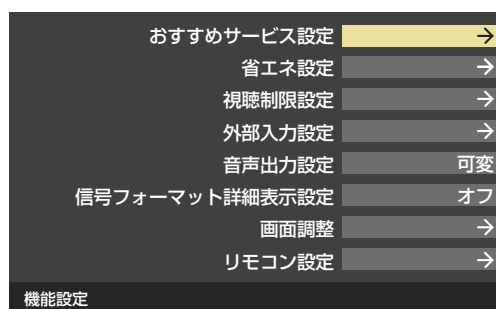 おすすめサービス設定 →
省エネ設定 →
視聴制限設定 →
外部入力設定 →
音声出力設定 可変
信号フォーマット詳細表示設定 オフ
画面調整 →
リモコン設定 →
機能設定